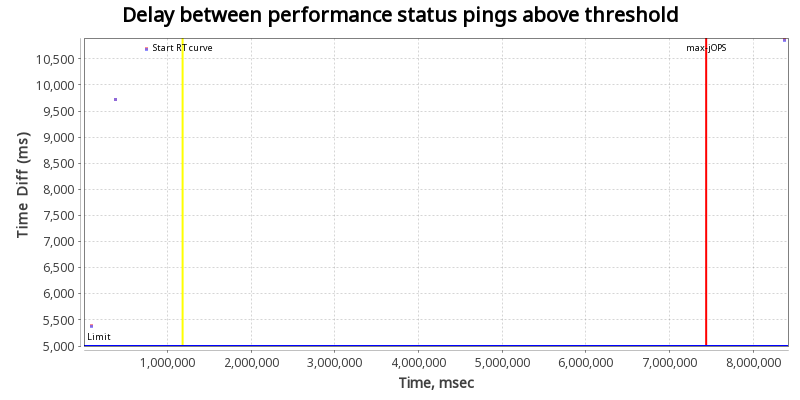 Delay between performance status pings above threshold
Start RT curve
max-jOPS
10,500
10,000
9,500
9,000
8,500
8,000
7,500
7,000
6,500
6,000
5,500
5,000
Time Diff (ms)
Limit
1,000,000 2,000,000 3,000,000 4,000,000 5,000,000 6,000,000 7,000,000 8,000,000
Time, msec